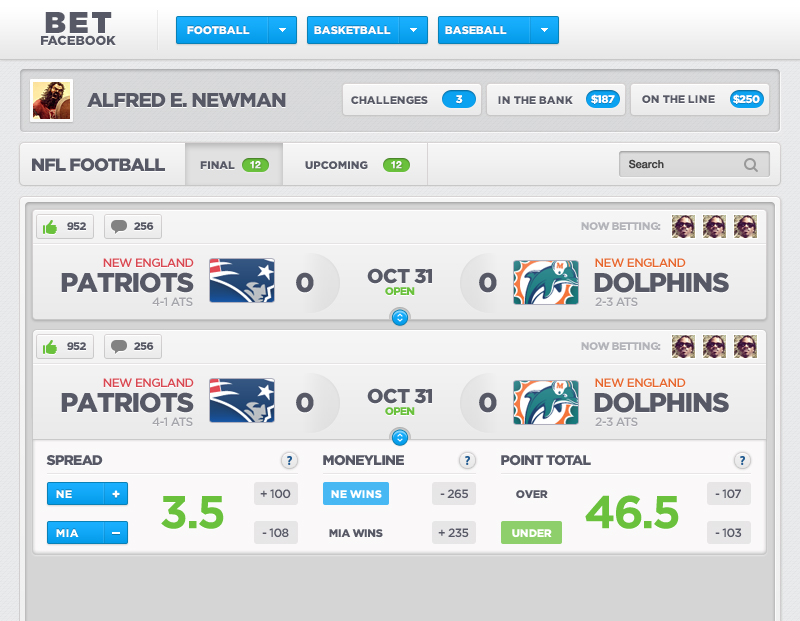 BET
FACEBOOK
FOOTBALL
BASKETBALL
BASEBALL
ALFRED E. NEWMAN
CHALLENGES 3
IN THE BANK $187
ON THE LINE $250
NFL FOOTBALL
FINAL 12
UPCOMING 12
Search
952
256
NOW BETTING:
NEW ENGLAND
PATRIOTS
4-1 ATS
0
OCT 31
OPEN
0
NEW ENGLAND
DOLPHINS
2-3 ATS
952
256
NOW BETTING:
NEW ENGLAND
PATRIOTS
4-1 ATS
0
OCT 31
OPEN
0
NEW ENGLAND
DOLPHINS
2-3 ATS
SPREAD ?
NE +
MIA −
3.5
+ 100
- 108
MONEYLINE ?
NE WINS - 265
MIA WINS + 235
POINT TOTAL ?
OVER
UNDER
46.5
- 107
- 103